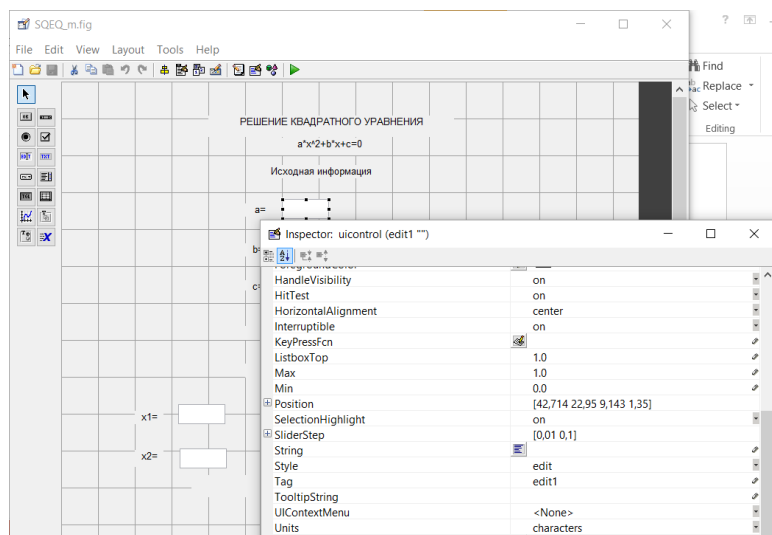 SQEQ_m.fig
File Edit View Layout Tools Help
Find
Replace
Select
Editing
РЕШЕНИЕ КВАДРАТНОГО УРАВНЕНИЯ
a*x^2+b*x+c=0
Исходная информация
a=
b=
c=
x1=
x2=
Inspector: uicontrol (edit1 "")
ForegroundColor
HandleVisibility on
HitTest on
HorizontalAlignment center
Interruptible on
KeyPressFcn
ListboxTop 1.0
Max 1.0
Min 0.0
Position [42,714 22,95 9,143 1,35]
SelectionHighlight on
SliderStep [0,01 0,1]
String
Style edit
Tag edit1
TooltipString
UIContextMenu <None>
Units characters